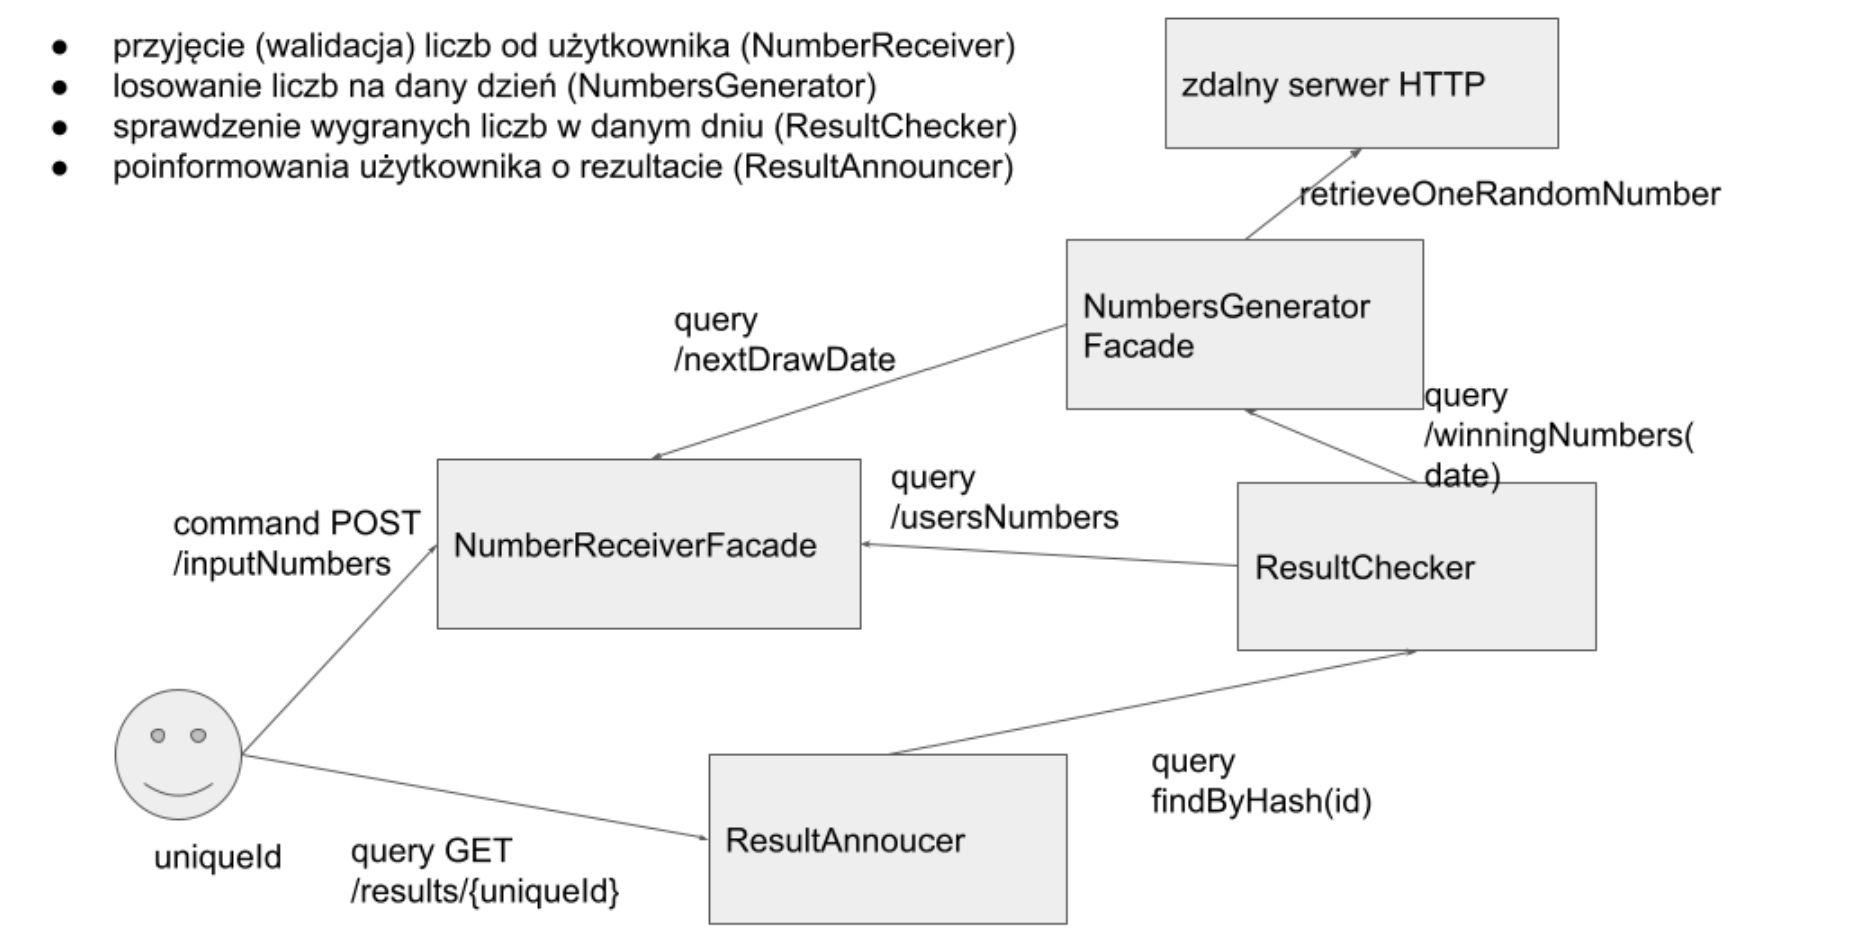 ● przyjęcie (walidacja) liczb od użytkownika (NumberReceiver)
● losowanie liczb na dany dzień (NumbersGenerator)
● sprawdzenie wygranych liczb w danym dniu (ResultChecker)
● poinformowania użytkownika o rezultacie (ResultAnnouncer)
zdalny serwer HTTP
retrieveOneRandomNumber
NumbersGenerator
Facade
query
/nextDrawDate
query
/winningNumbers(
date)
query
/usersNumbers
command POST
/inputNumbers
NumberReceiverFacade
ResultChecker
query
findByHash(id)
ResultAnnoucer
uniqueId
query GET
/results/{uniqueId}